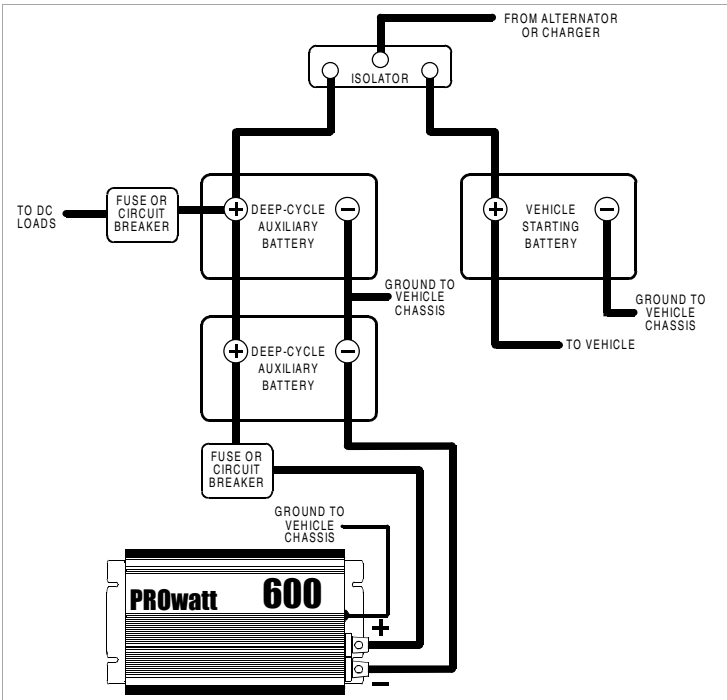 FROM ALTERNATOR
OR CHARGER
ISOLATOR
TO DC
LOADS
FUSE OR
CIRCUIT
BREAKER
+
DEEP-CYCLE
AUXILIARY
BATTERY
−
+
VEHICLE
STARTING
BATTERY
−
GROUND TO
VEHICLE
CHASSIS
GROUND TO
VEHICLE
CHASSIS
TO VEHICLE
+
DEEP-CYCLE
AUXILIARY
BATTERY
−
FUSE OR
CIRCUIT
BREAKER
GROUND TO
VEHICLE
CHASSIS
PROwatt 600
+
−